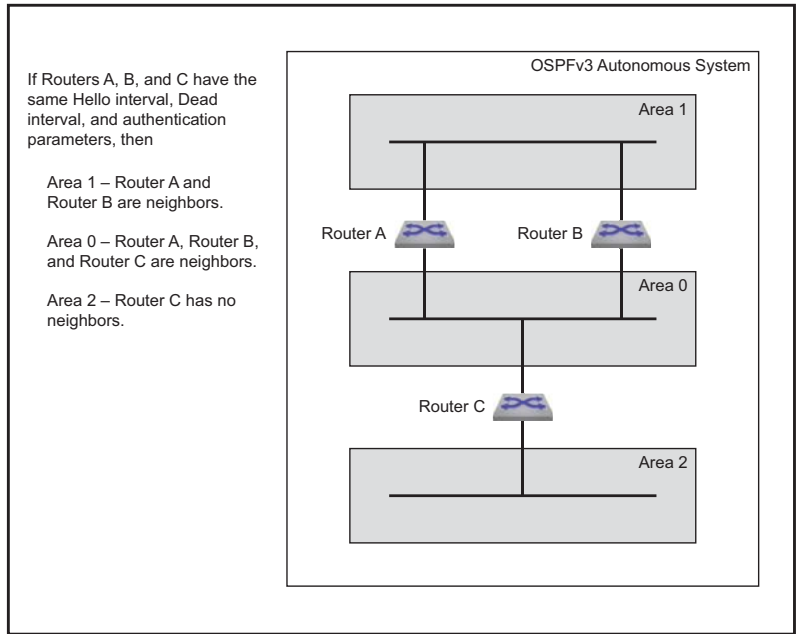 If Routers A, B, and C have the
same Hello interval, Dead
interval, and authentication
parameters, then
Area 1 – Router A and
Router B are neighbors.
Area 0 – Router A, Router B,
and Router C are neighbors.
Area 2 – Router C has no
neighbors.
OSPFv3 Autonomous System
Area 1
Router A
Router B
Area 0
Router C
Area 2